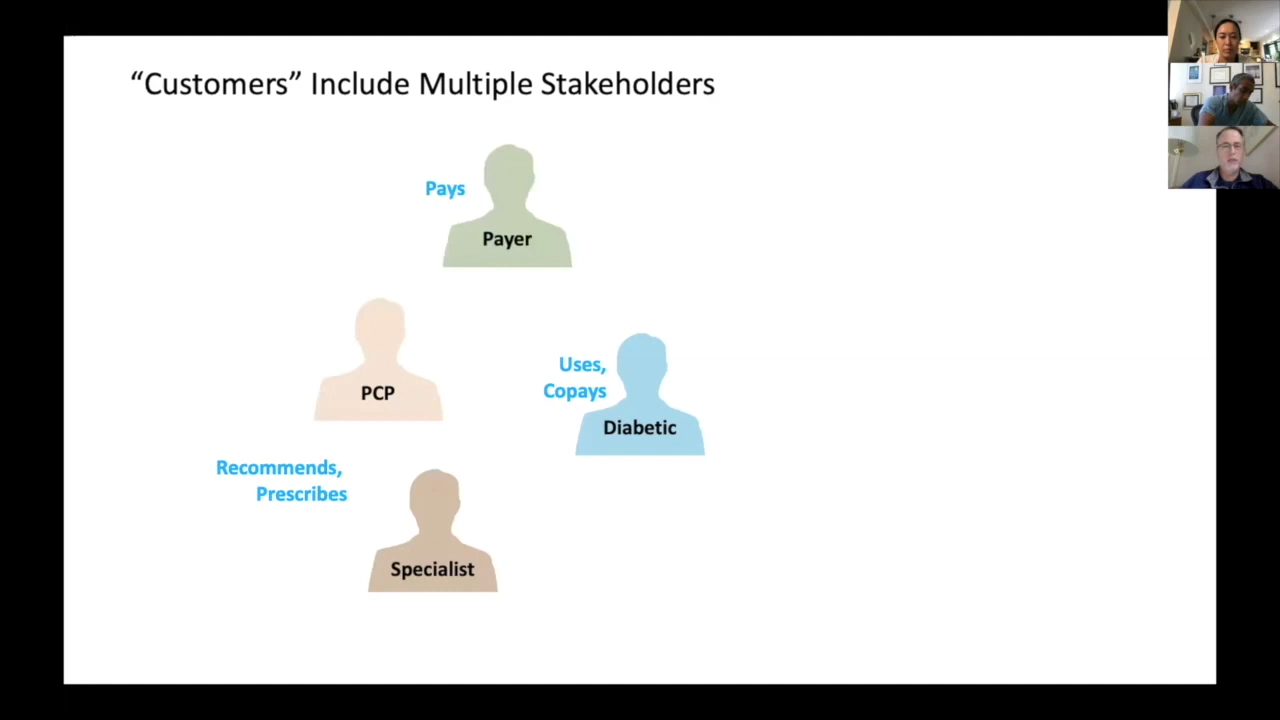 “Customers” Include Multiple Stakeholders
Pays
Payer
PCP
Uses,
Copays
Diabetic
Recommends,
Prescribes
Specialist